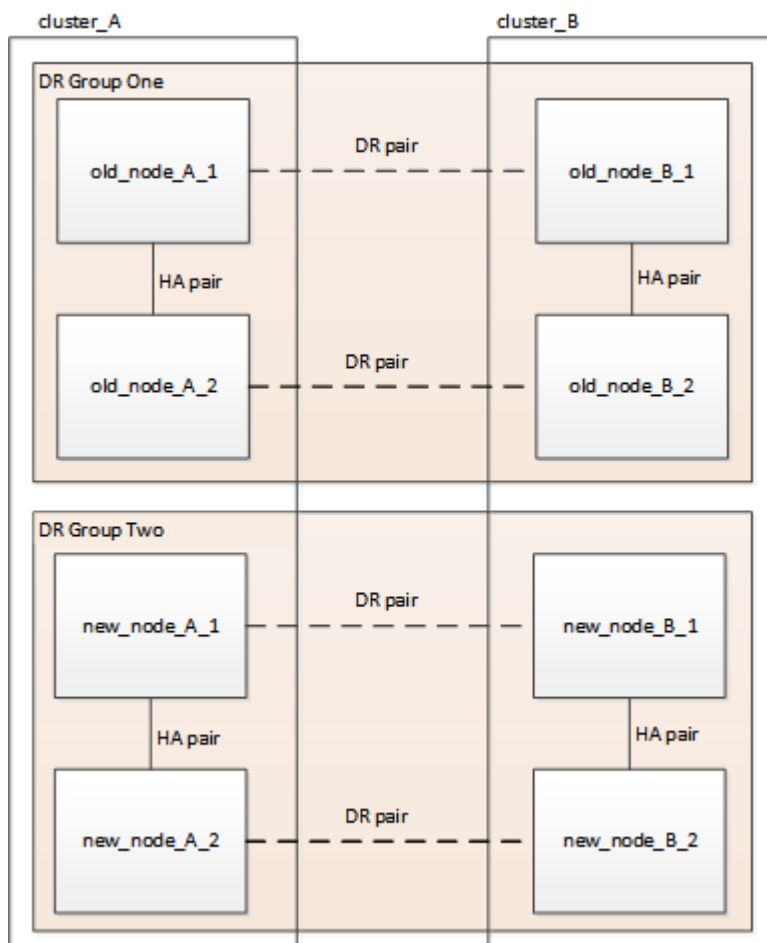 cluster_A
cluster_B
DR Group One
old_node_A_1
DR pair
old_node_B_1
HA pair
HA pair
old_node_A_2
DR pair
old_node_B_2
DR Group Two
new_node_A_1
DR pair
new_node_B_1
HA pair
HA pair
new_node_A_2
DR pair
new_node_B_2